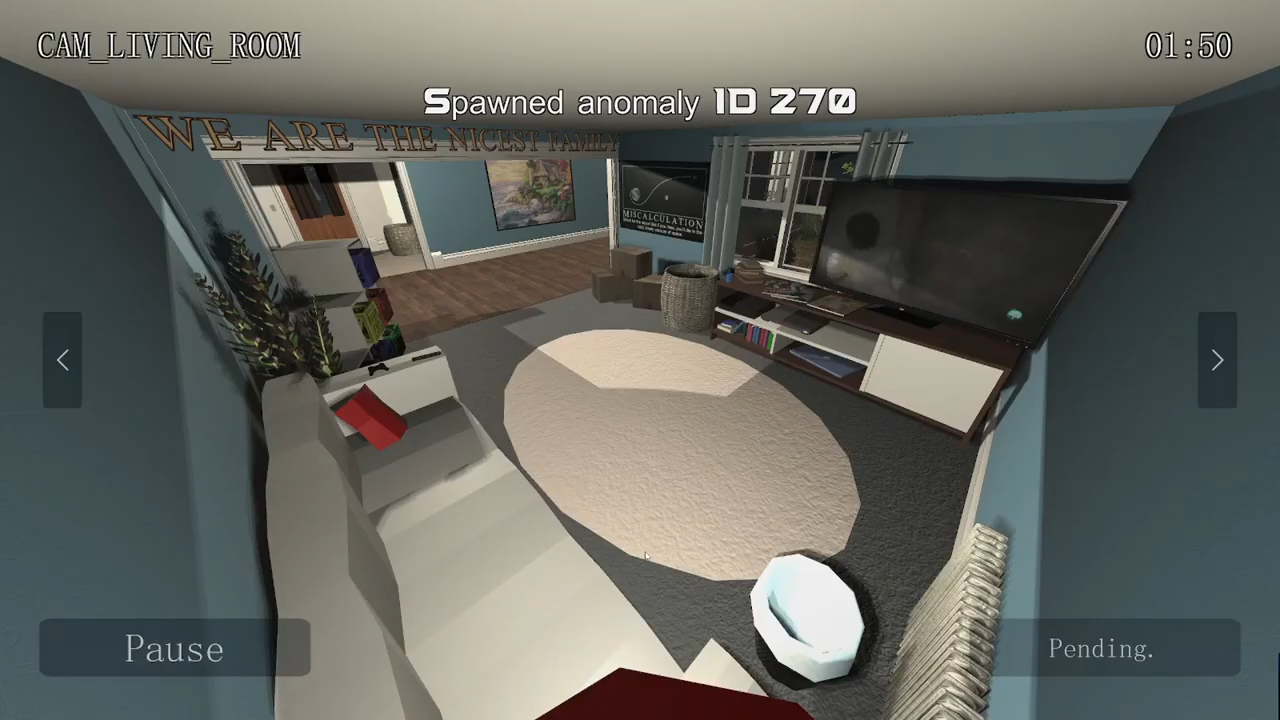 CAM_LIVING_ROOM
01:50
Spawned anomaly ID 270
WE ARE THE NICEST FAMILY
MISCALCULATION
Pause
Pending.